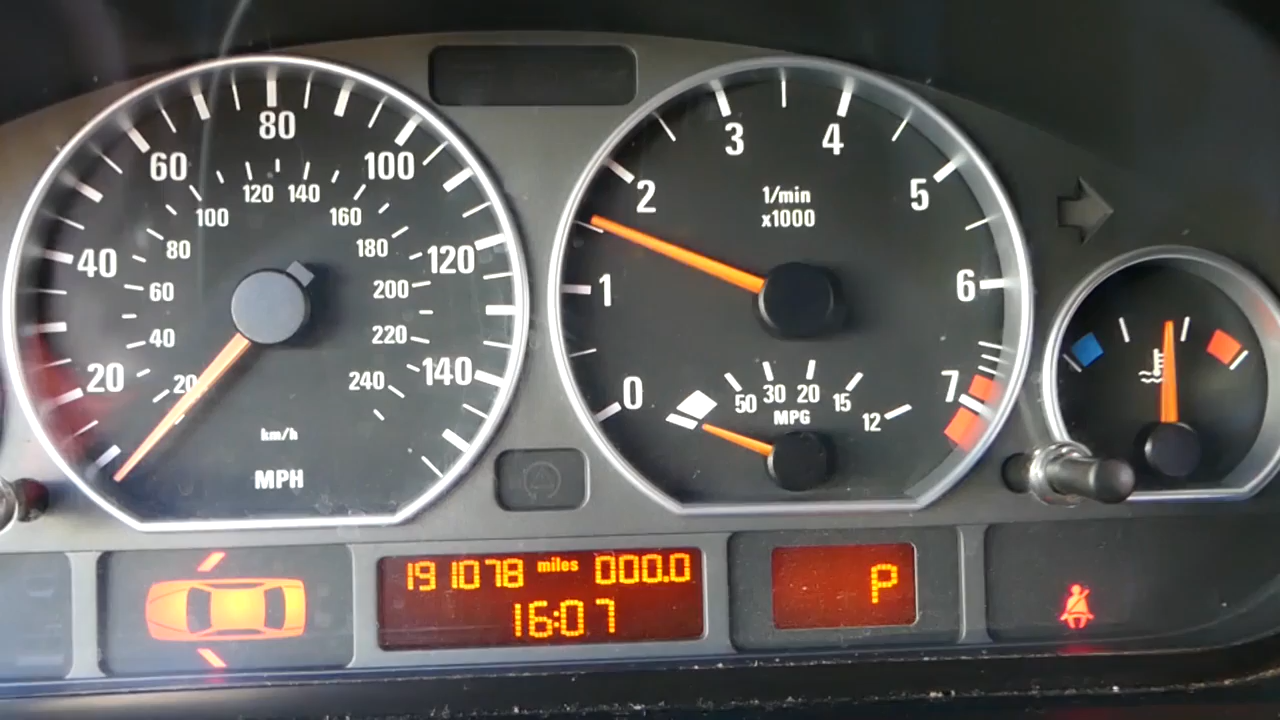 20 40 60 80 100 120 140
20 40 60 80 100 120 140 160 180 200 220 240
km/h
MPH
0 1 2 3 4 5 6 7
1/min
x1000
50 30 20 15 12
MPG
191078 miles 000.0
16:07
P